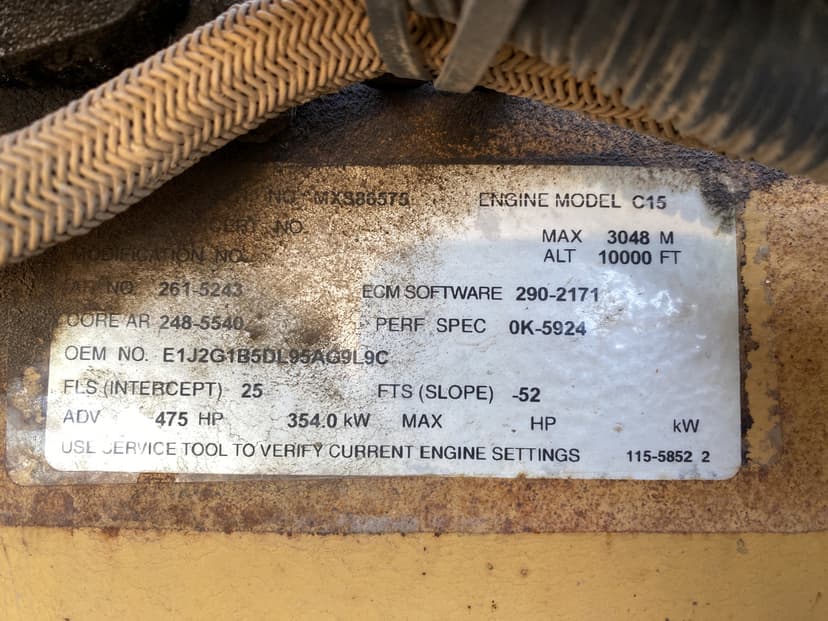 NO. MXS86575 ENGINE MODEL C15
CERT NO. MAX 3048 M
MODIFICATION NO. ALT 10000 FT
AR NO. 261-5243 ECM SOFTWARE 290-2171
CORE AR 248-5540 PERF SPEC 0K-5924
OEM NO. E1J2G1B5DL95AG9L9C
FLS (INTERCEPT) 25 FTS (SLOPE) -52
ADV 475 HP 354.0 kW MAX HP kW
USE SERVICE TOOL TO VERIFY CURRENT ENGINE SETTINGS 115-5852 2